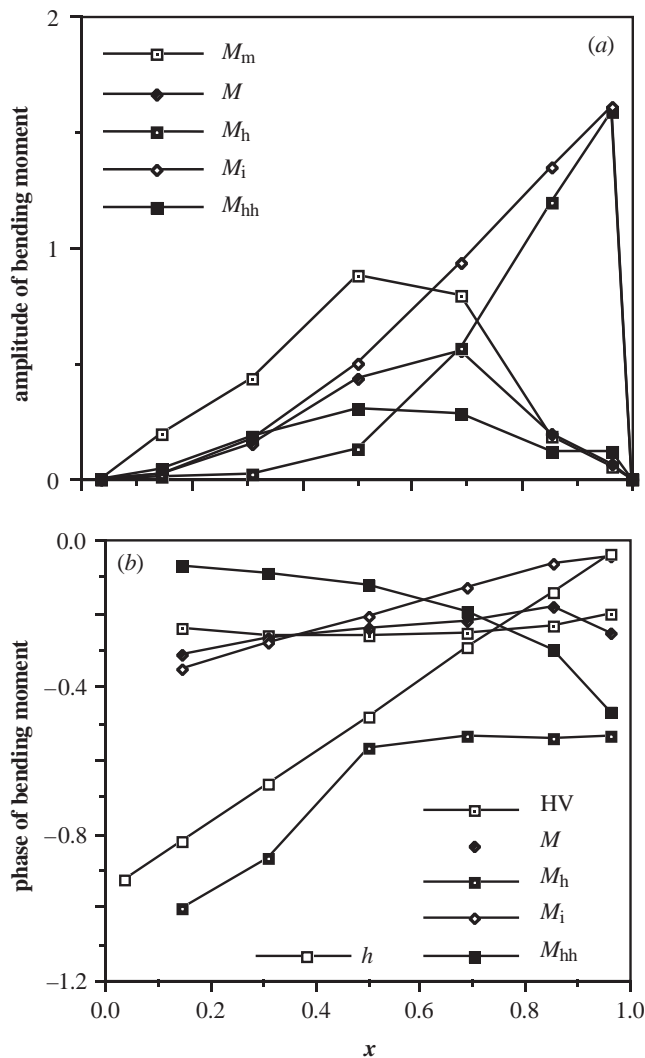 2
(a)
M_m
M
M_h
M_i
M_hh
1
0
amplitude of bending moment
0.0
(b)
−0.4
−0.8
−1.2
phase of bending moment
HV
M
M_h
M_i
h
M_hh
0.0 0.2 0.4 0.6 0.8 1.0
x